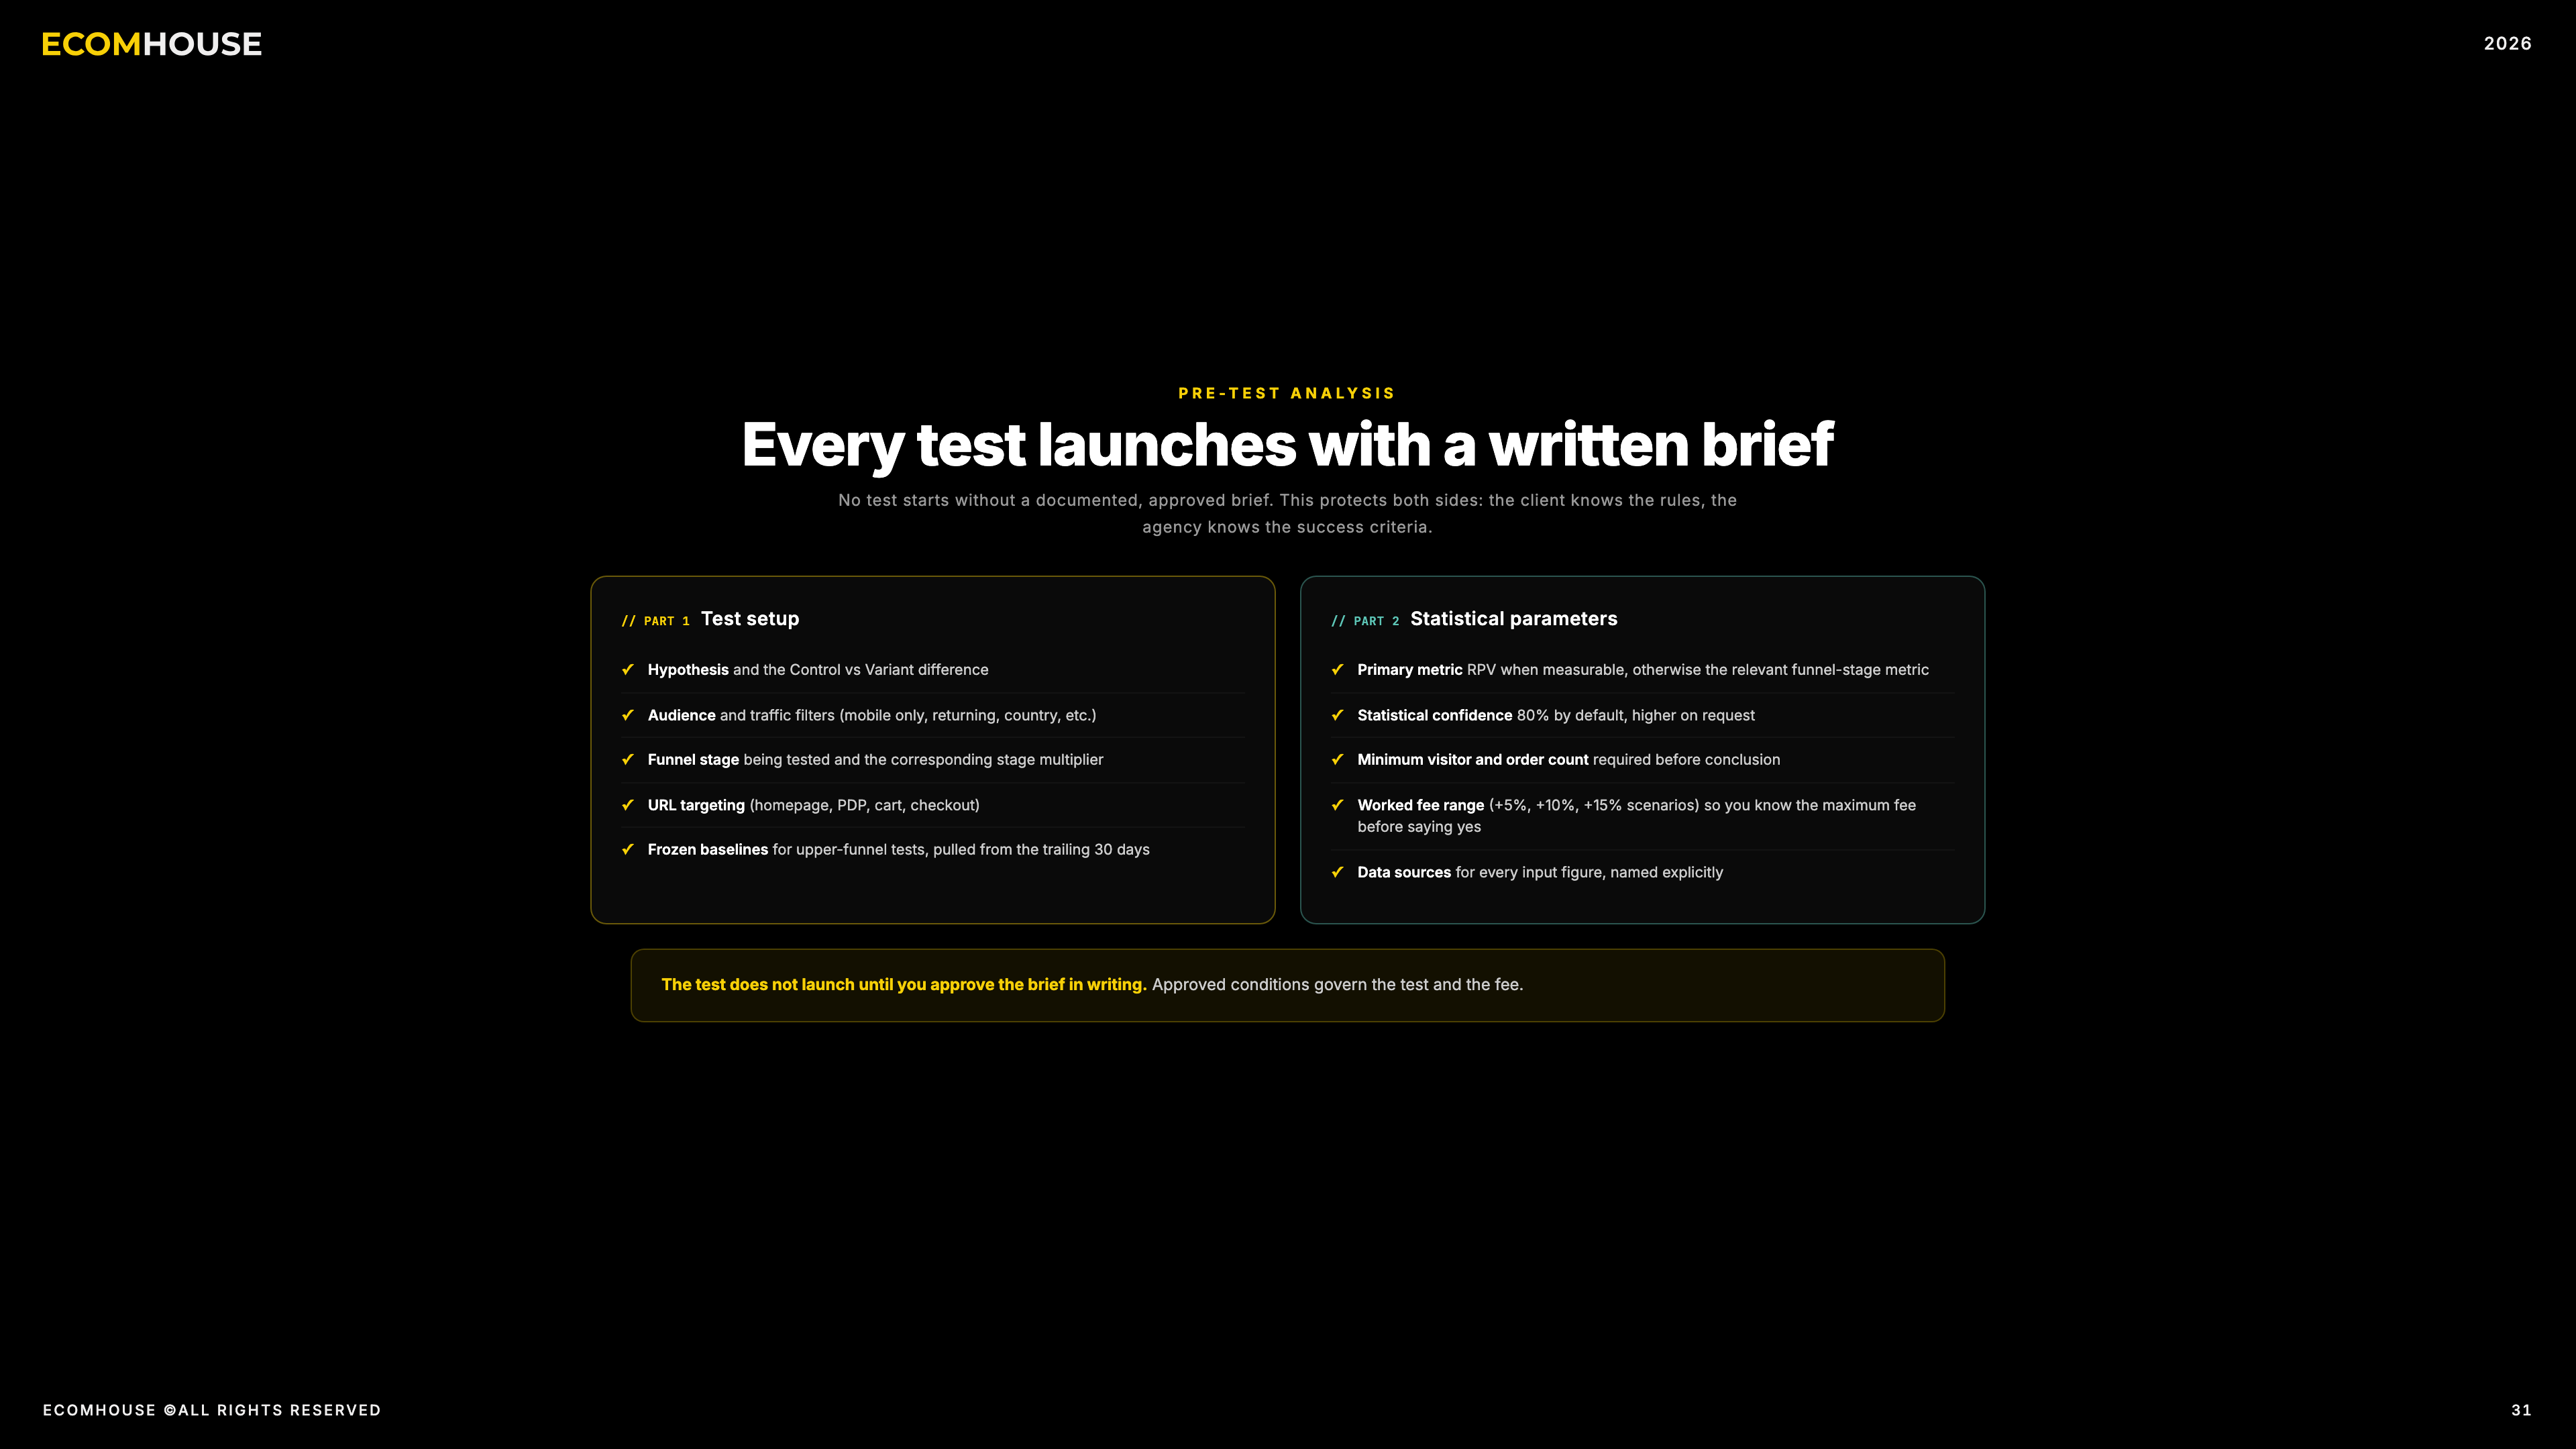 ECOMHOUSE
2026
PRE-TEST ANALYSIS
Every test launches with a written brief
No test starts without a documented, approved brief. This protects both sides: the client knows the rules, the
agency knows the success criteria.
// PART 1 Test setup
✓ Hypothesis and the Control vs Variant difference
✓ Audience and traffic filters (mobile only, returning, country, etc.)
✓ Funnel stage being tested and the corresponding stage multiplier
✓ URL targeting (homepage, PDP, cart, checkout)
✓ Frozen baselines for upper-funnel tests, pulled from the trailing 30 days
// PART 2 Statistical parameters
✓ Primary metric RPV when measurable, otherwise the relevant funnel-stage metric
✓ Statistical confidence 80% by default, higher on request
✓ Minimum visitor and order count required before conclusion
✓ Worked fee range (+5%, +10%, +15% scenarios) so you know the maximum fee
before saying yes
✓ Data sources for every input figure, named explicitly
The test does not launch until you approve the brief in writing. Approved conditions govern the test and the fee.
ECOMHOUSE ©ALL RIGHTS RESERVED
31